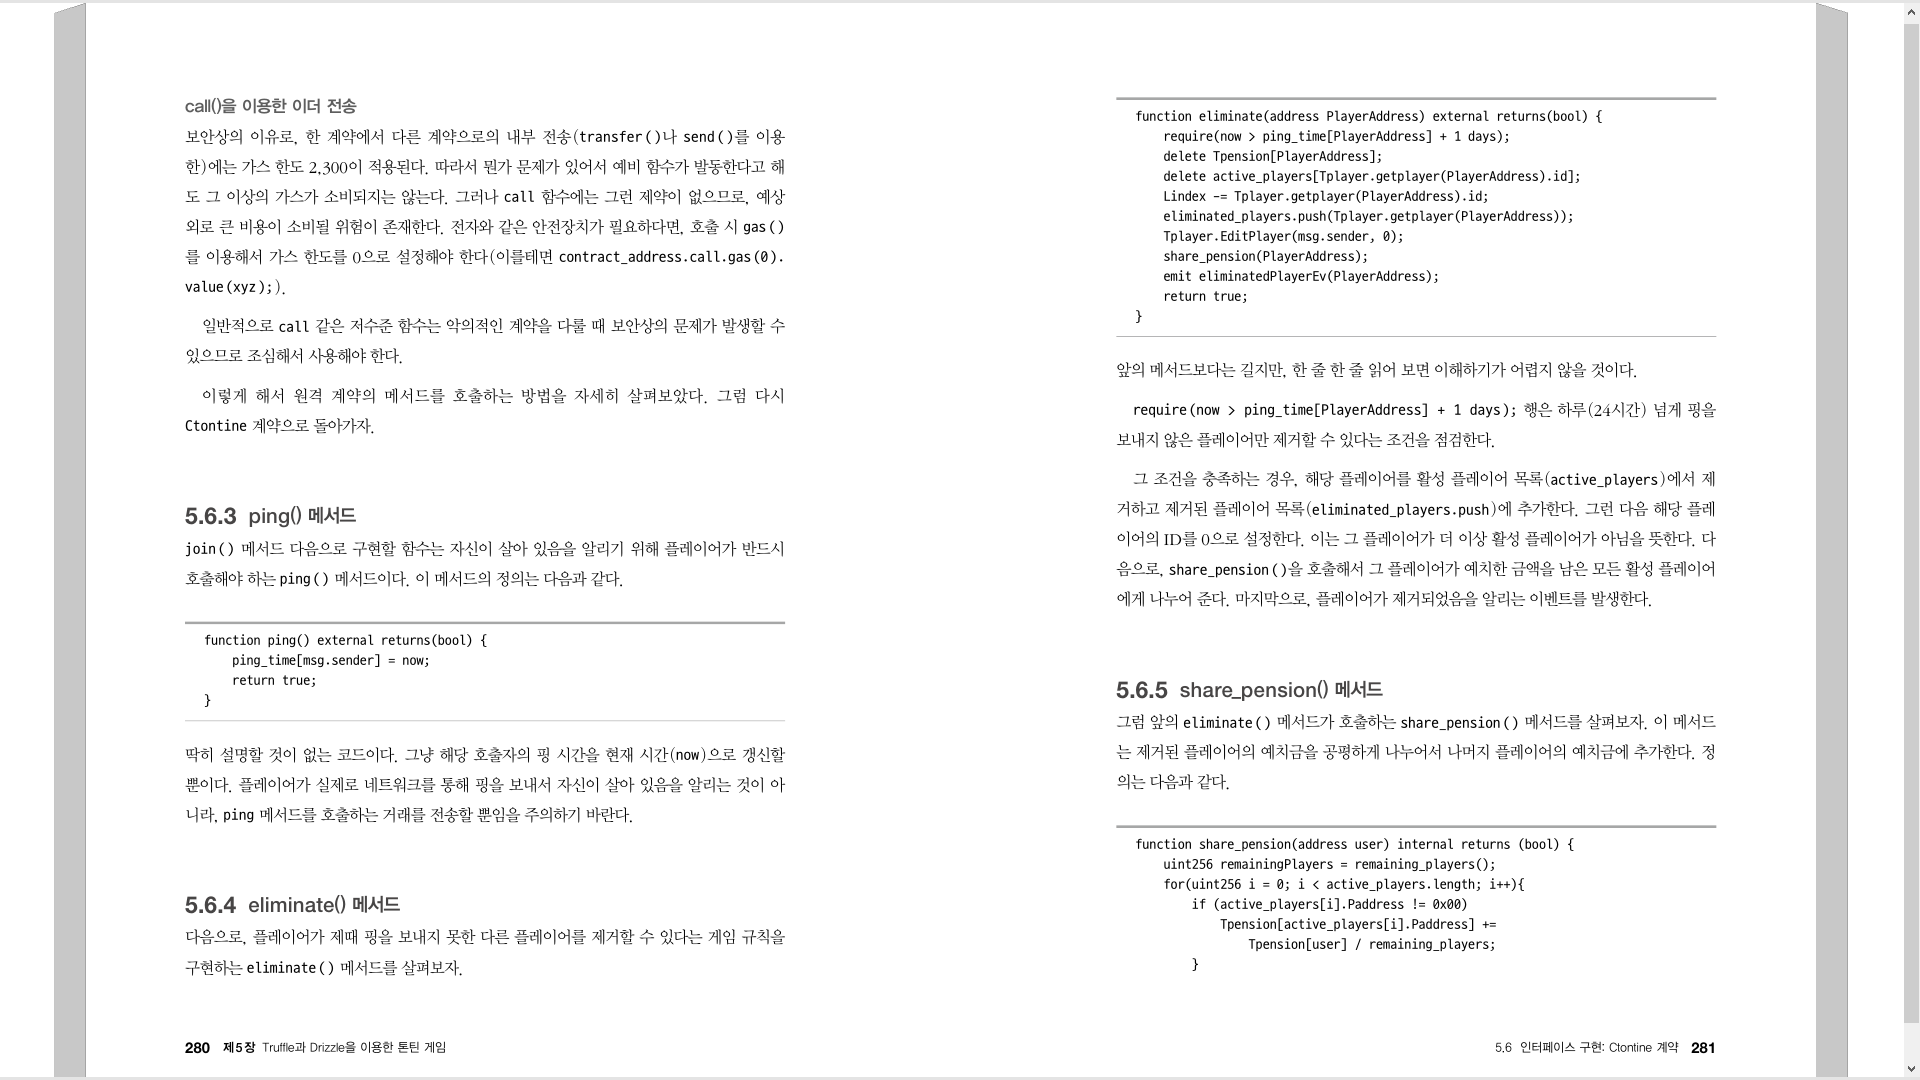 call()을 이용한 이더 전송
보안상의 이유로, 한 계약에서 다른 계약으로의 내부 전송(transfer()나 send()를 이용
한)에는 가스 한도 2,300이 적용된다. 따라서 뭔가 문제가 있어서 예비 함수가 발동한다고 해
도 그 이상의 가스가 소비되지는 않는다. 그러나 call 함수에는 그런 제약이 없으므로, 예상
외로 큰 비용이 소비될 위험이 존재한다. 전자와 같은 안전장치가 필요하다면, 호출 시 gas()
를 이용해서 가스 한도를 0으로 설정해야 한다(이를테면 contract_address.call.gas(0).
value(xyz);).
일반적으로 call 같은 저수준 함수는 악의적인 계약을 다룰 때 보안상의 문제가 발생할 수
있으므로 조심해서 사용해야 한다.
이렇게 해서 원격 계약의 메서드를 호출하는 방법을 자세히 살펴보았다. 그럼 다시
Ctontine 계약으로 돌아가자.
5.6.3 ping() 메서드
join() 메서드 다음으로 구현할 함수는 자신이 살아 있음을 알리기 위해 플레이어가 반드시
호출해야 하는 ping() 메서드이다. 이 메서드의 정의는 다음과 같다.
function ping() external returns(bool) {
ping_time[msg.sender] = now;
return true;
}
딱히 설명할 것이 없는 코드이다. 그냥 해당 호출자의 핑 시간을 현재 시간(now)으로 갱신할
뿐이다. 플레이어가 실제로 네트워크를 통해 핑을 보내서 자신이 살아 있음을 알리는 것이 아
니라, ping 메서드를 호출하는 거래를 전송할 뿐임을 주의하기 바란다.
5.6.4 eliminate() 메서드
다음으로, 플레이어가 제때 핑을 보내지 못한 다른 플레이어를 제거할 수 있다는 게임 규칙을
구현하는 eliminate() 메서드를 살펴보자.
280 제5장 Truffle과 Drizzle을 이용한 톤틴 게임
function eliminate(address PlayerAddress) external returns(bool) {
require(now > ping_time[PlayerAddress] + 1 days);
delete Tpension[PlayerAddress];
delete active_players[Tplayer.getplayer(PlayerAddress).id];
Lindex -= Tplayer.getplayer(PlayerAddress).id;
eliminated_players.push(Tplayer.getplayer(PlayerAddress));
Tplayer.EditPlayer(msg.sender, 0);
share_pension(PlayerAddress);
emit eliminatedPlayerEv(PlayerAddress);
return true;
}
앞의 메서드보다는 길지만, 한 줄 한 줄 읽어 보면 이해하기가 어렵지 않을 것이다.
require(now > ping_time[PlayerAddress] + 1 days); 행은 하루(24시간) 넘게 핑을
보내지 않은 플레이어만 제거할 수 있다는 조건을 점검한다.
그 조건을 충족하는 경우, 해당 플레이어를 활성 플레이어 목록(active_players)에서 제
거하고 제거된 플레이어 목록(eliminated_players.push)에 추가한다. 그런 다음 해당 플레
이어의 ID를 0으로 설정한다. 이는 그 플레이어가 더 이상 활성 플레이어가 아님을 뜻한다. 다
음으로, share_pension()을 호출해서 그 플레이어가 예치한 금액을 남은 모든 활성 플레이어
에게 나누어 준다. 마지막으로, 플레이어가 제거되었음을 알리는 이벤트를 발생한다.
5.6.5 share_pension() 메서드
그럼 앞의 eliminate() 메서드가 호출하는 share_pension() 메서드를 살펴보자. 이 메서드
는 제거된 플레이어의 예치금을 공평하게 나누어서 나머지 플레이어의 예치금에 추가한다. 정
의는 다음과 같다.
function share_pension(address user) internal returns (bool) {
uint256 remainingPlayers = remaining_players();
for(uint256 i = 0; i < active_players.length; i++){
if (active_players[i].Paddress != 0x00)
Tpension[active_players[i].Paddress] +=
Tpension[user] / remaining_players;
}
5.6 인터페이스 구현: Ctontine 계약 281